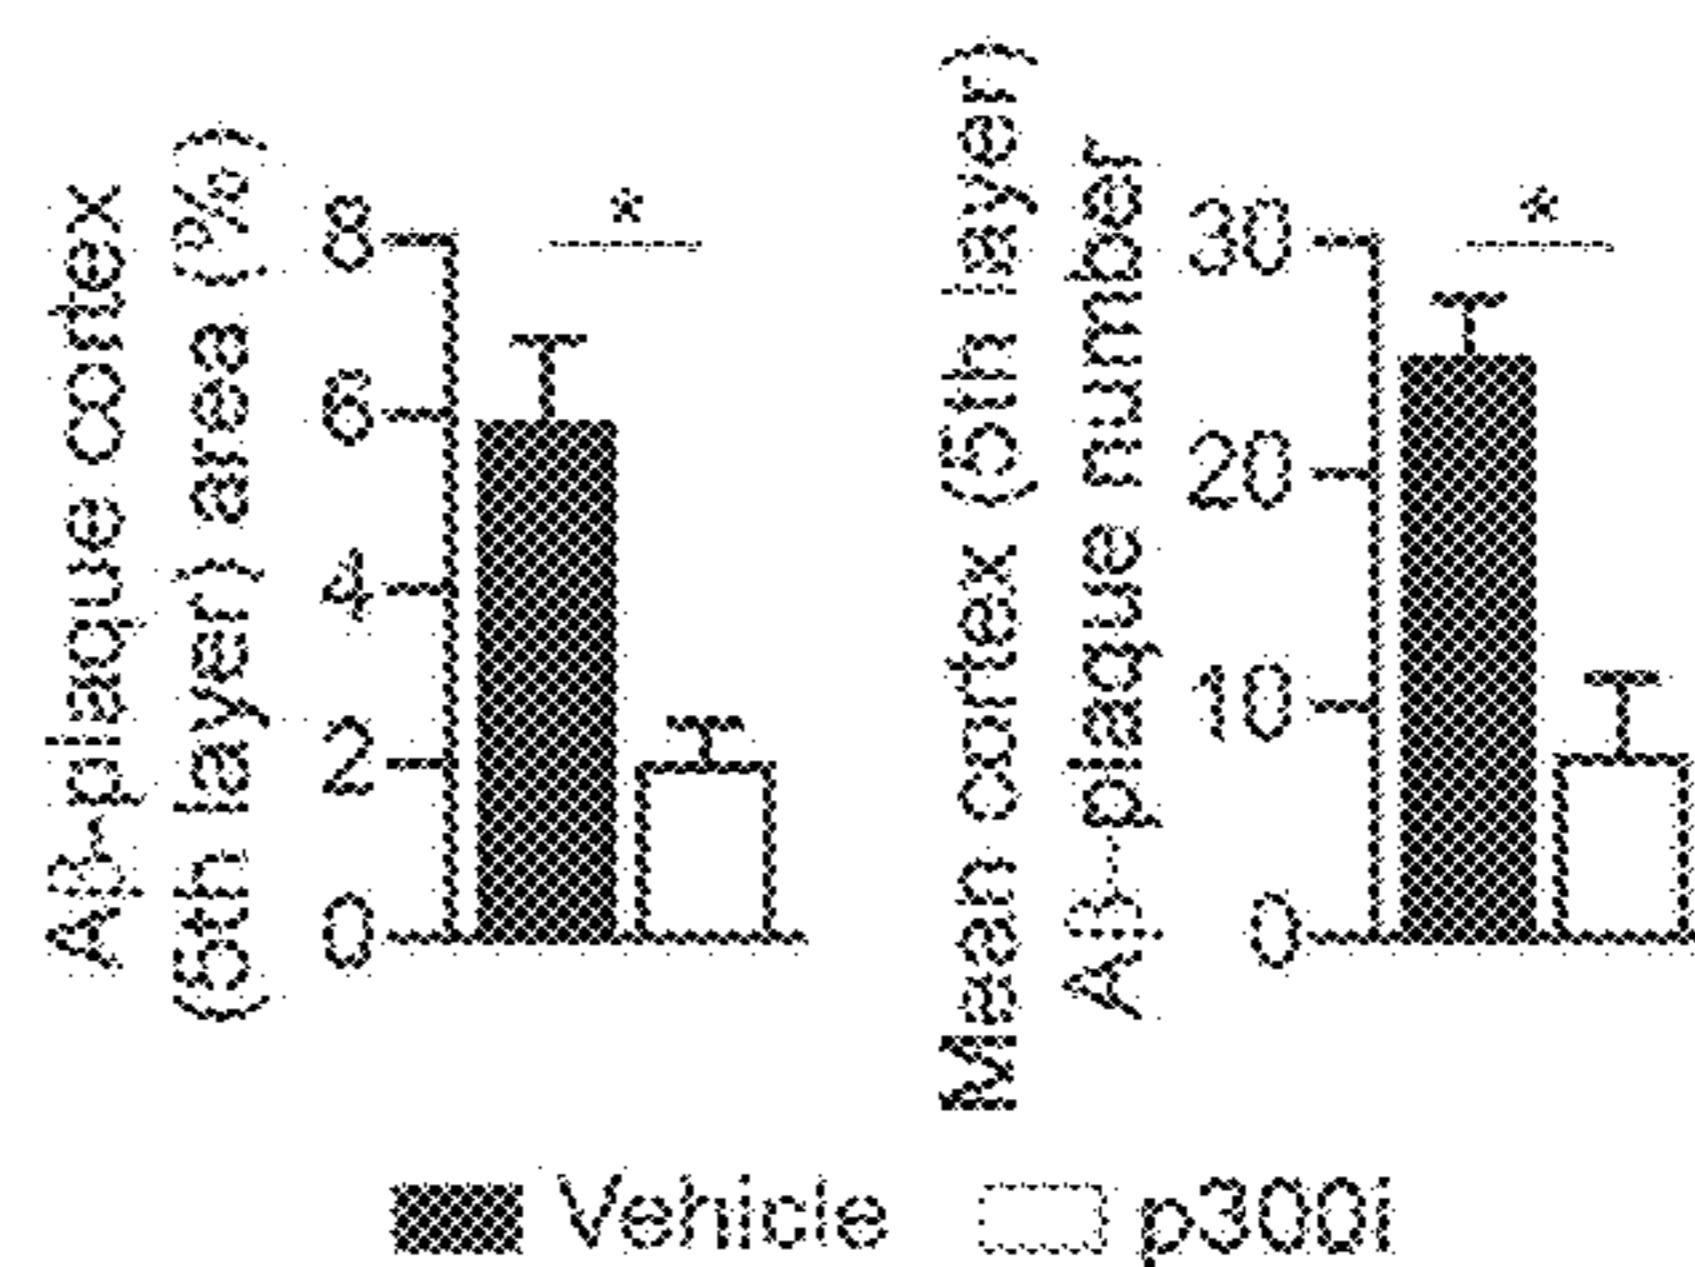 Aβ-plaque cortex
(5th layer) area (%)
8
6
4
2
0
*
Mean cortex (5th layer)
Aβ-plaque number
30
20
10
0
*
Vehicle
p300i